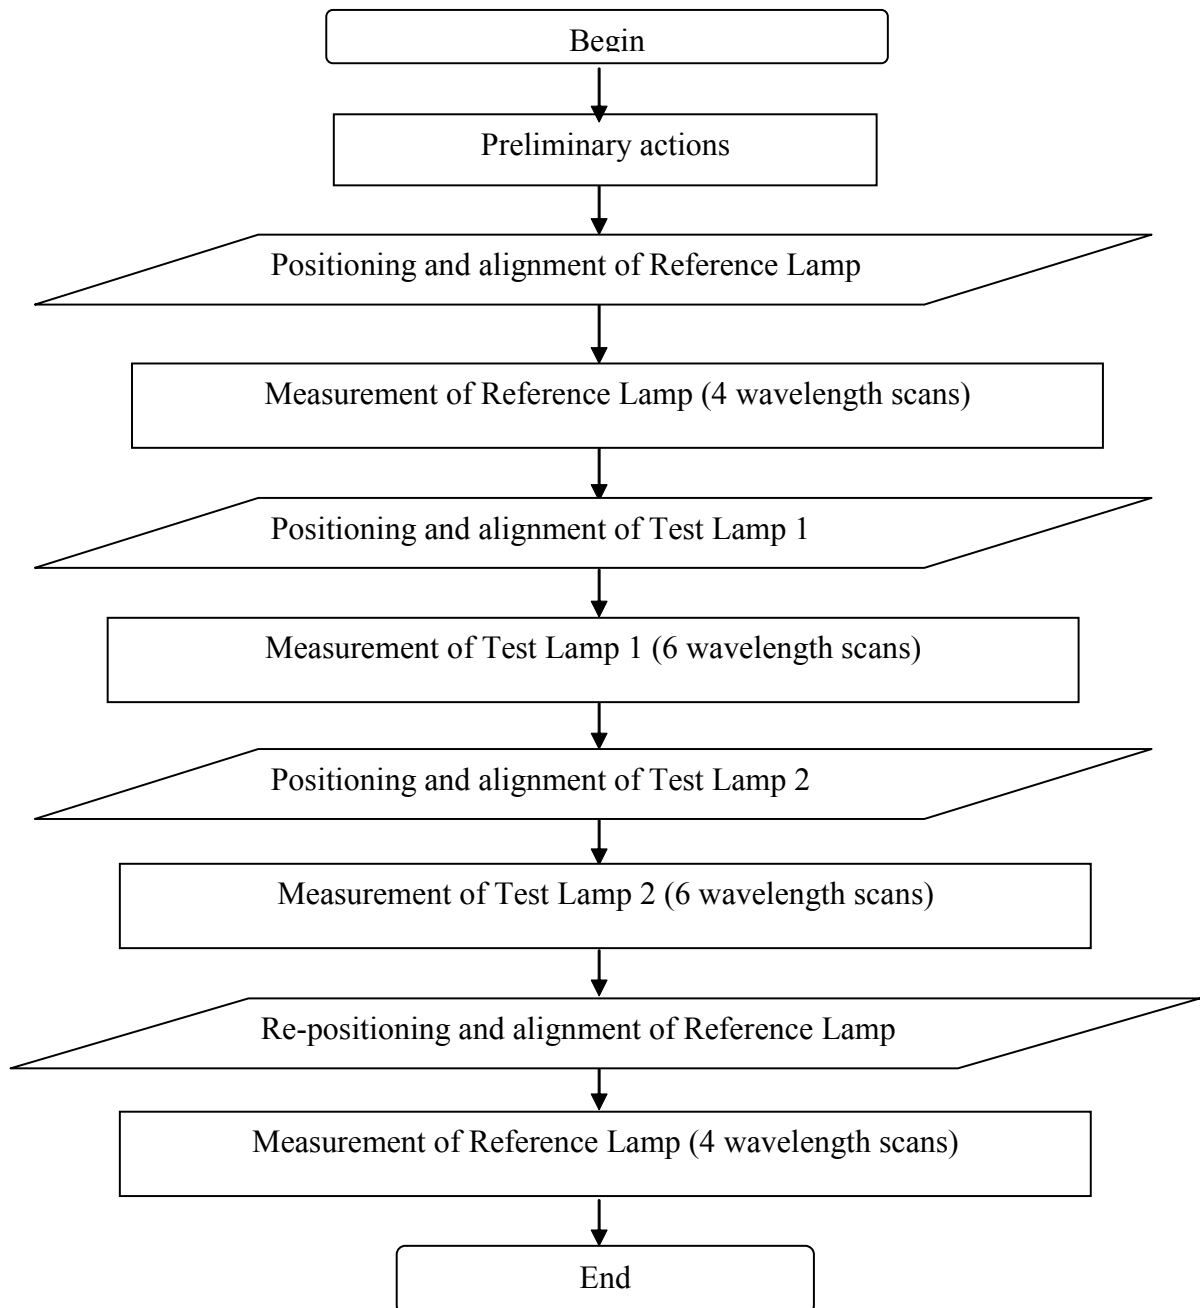 Begin
Preliminary actions
Positioning and alignment of Reference Lamp
Measurement of Reference Lamp (4 wavelength scans)
Positioning and alignment of Test Lamp 1
Measurement of Test Lamp 1 (6 wavelength scans)
Positioning and alignment of Test Lamp 2
Measurement of Test Lamp 2 (6 wavelength scans)
Re-positioning and alignment of Reference Lamp
Measurement of Reference Lamp (4 wavelength scans)
End